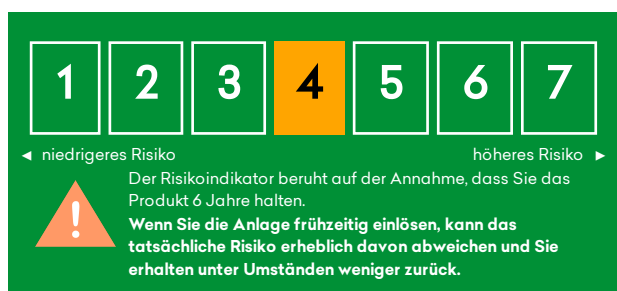 1 2 3 4 5 6 7
◄ niedrigeres Risiko höheres Risiko ►
Der Risikoindikator beruht auf der Annahme, dass Sie das
Produkt 6 Jahre halten.
Wenn Sie die Anlage frühzeitig einlösen, kann das
tatsächliche Risiko erheblich davon abweichen und Sie
erhalten unter Umständen weniger zurück.
!